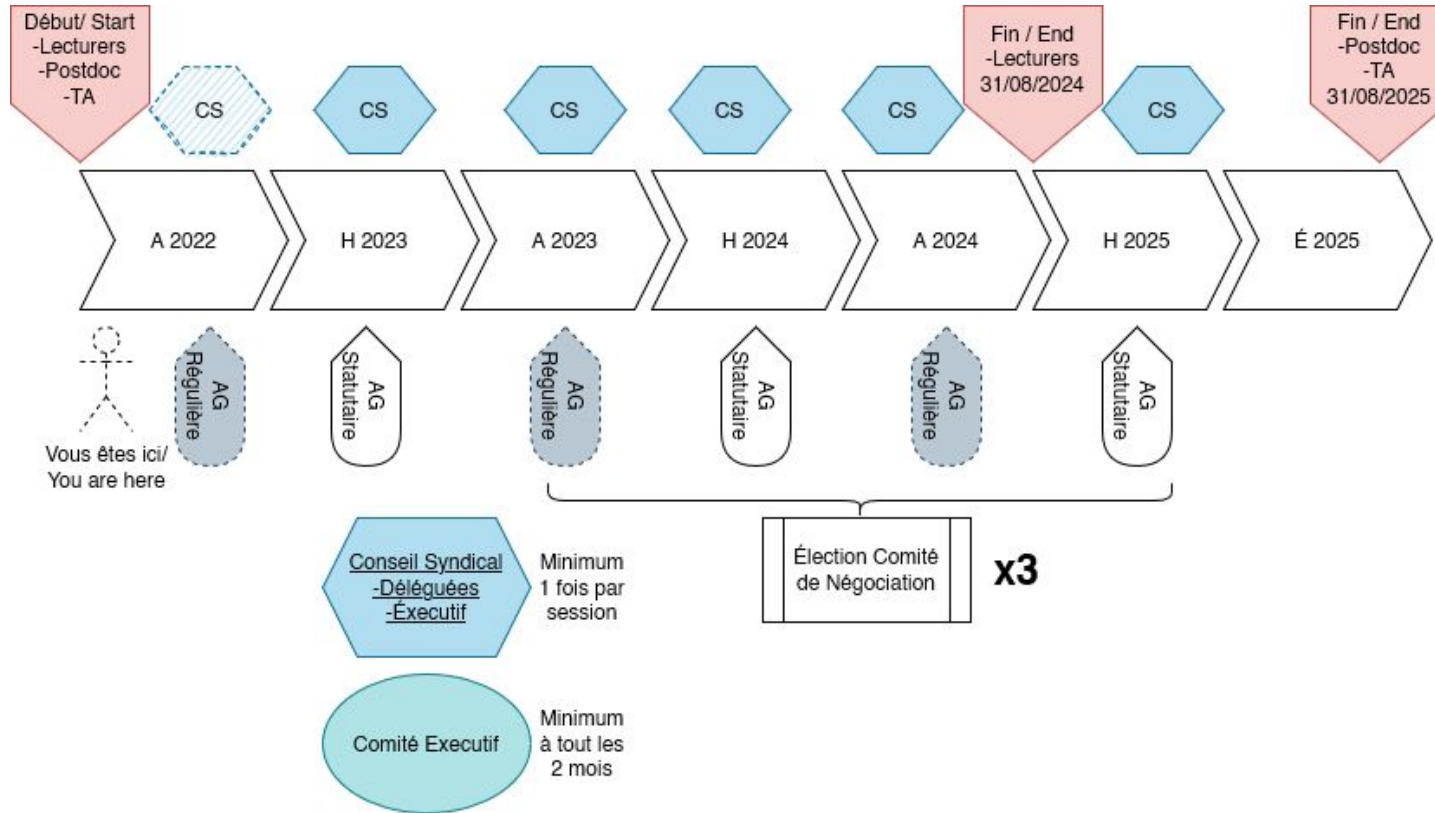 Début/ Start
-Lecturers
-Postdoc
-TA
CS
CS
CS
CS
CS
Fin / End
-Lecturers
31/08/2024
CS
Fin / End
-Postdoc
-TA
31/08/2025
A 2022
H 2023
A 2023
H 2024
A 2024
H 2025
É 2025
Vous êtes ici/
You are here
AG
Régulière
AG
Statutaire
AG
Régulière
AG
Statutaire
AG
Régulière
AG
Statutaire
Conseil Syndical
-Déléguées
-Éxecutif
Minimum
1 fois par
session
Élection Comité
de Négociation
x3
Comité Executif
Minimum
à tout les
2 mois